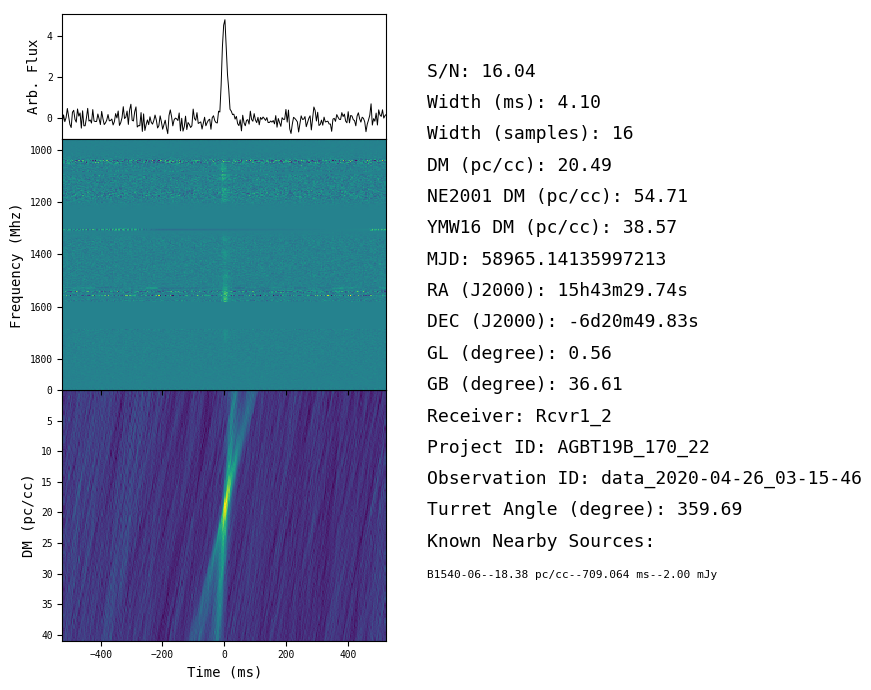 Arb. Flux
4
2
0
Frequency (Mhz)
1000
1200
1400
1600
1800
DM (pc/cc)
0
5
10
15
20
25
30
35
40
−400
−200
0
200
400
Time (ms)
S/N: 16.04
Width (ms): 4.10
Width (samples): 16
DM (pc/cc): 20.49
NE2001 DM (pc/cc): 54.71
YMW16 DM (pc/cc): 38.57
MJD: 58965.14135997213
RA (J2000): 15h43m29.74s
DEC (J2000): -6d20m49.83s
GL (degree): 0.56
GB (degree): 36.61
Receiver: Rcvr1_2
Project ID: AGBT19B_170_22
Observation ID: data_2020-04-26_03-15-46
Turret Angle (degree): 359.69
Known Nearby Sources:
B1540-06--18.38 pc/cc--709.064 ms--2.00 mJy